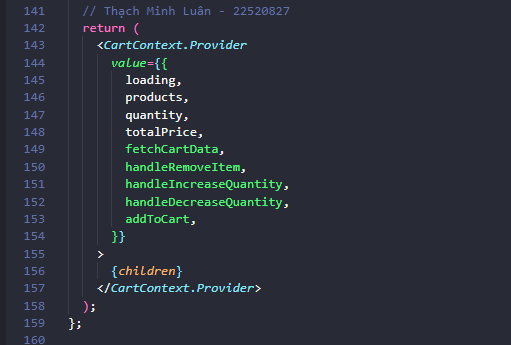 141 // Thạch Minh Luân - 22520827
142 return (
143 <CartContext.Provider
144 value={{
145 loading,
146 products,
147 quantity,
148 totalPrice,
149 fetchCartData,
150 handleRemoveItem,
151 handleIncreaseQuantity,
152 handleDecreaseQuantity,
153 addToCart,
154 }}
155 >
156 {children}
157 </CartContext.Provider>
158 );
159 };
160